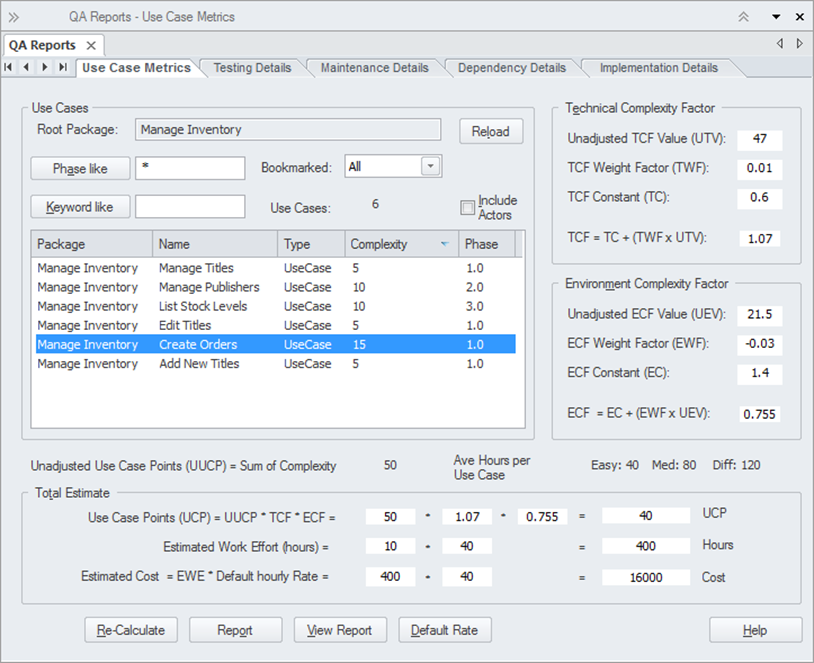 QA Reports - Use Case Metrics
QA Reports
Use Case Metrics Testing Details Maintenance Details Dependency Details Implementation Details
Use Cases
Root Package: Manage Inventory Reload
Phase like * Bookmarked: All
Keyword like Use Cases: 6 Include Actors
Package Name Type Complexity Phase
Manage Inventory Manage Titles UseCase 5 1.0
Manage Inventory Manage Publishers UseCase 10 2.0
Manage Inventory List Stock Levels UseCase 10 3.0
Manage Inventory Edit Titles UseCase 5 1.0
Manage Inventory Create Orders UseCase 15 1.0
Manage Inventory Add New Titles UseCase 5 1.0
Technical Complexity Factor
Unadjusted TCF Value (UTV): 47
TCF Weight Factor (TWF): 0.01
TCF Constant (TC): 0.6
TCF = TC + (TWF x UTV): 1.07
Environment Complexity Factor
Unadjusted ECF Value (UEV): 21.5
ECF Weight Factor (EWF): -0.03
ECF Constant (EC): 1.4
ECF = EC + (EWF x UEV): 0.755
Unadjusted Use Case Points (UUCP) = Sum of Complexity 50 Ave Hours per Use Case Easy: 40 Med: 80 Diff: 120
Total Estimate
Use Case Points (UCP) = UUCP * TCF * ECF = 50 * 1.07 * 0.755 = 40 UCP
Estimated Work Effort (hours) = 10 * 40 = 400 Hours
Estimated Cost = EWE * Default hourly Rate = 400 * 40 = 16000 Cost
Re-Calculate Report View Report Default Rate Help